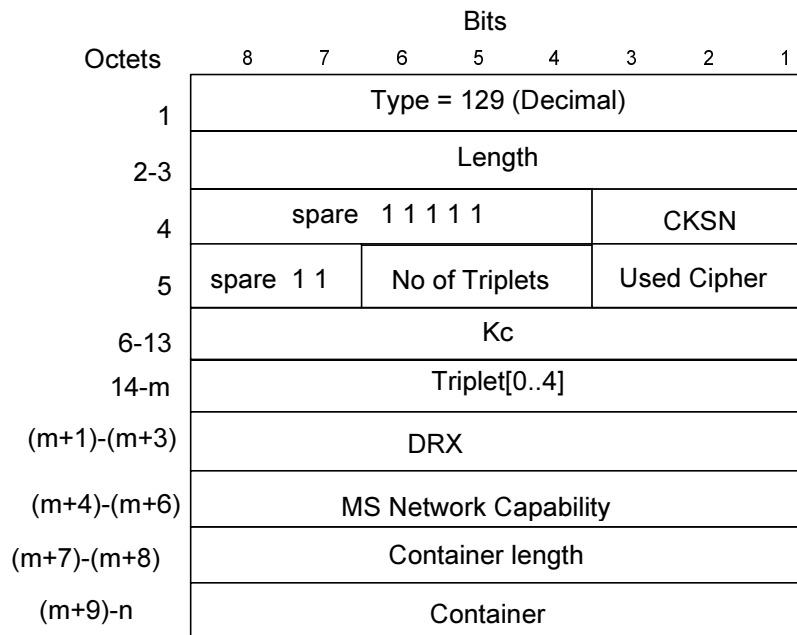 Bits
Octets 8 7 6 5 4 3 2 1
1 Type = 129 (Decimal)
2-3 Length
4 spare 1 1 1 1 1 CKSN
5 spare 1 1 No of Triplets Used Cipher
6-13 Kc
14-m Triplet[0..4]
(m+1)-(m+3) DRX
(m+4)-(m+6) MS Network Capability
(m+7)-(m+8) Container length
(m+9)-n Container